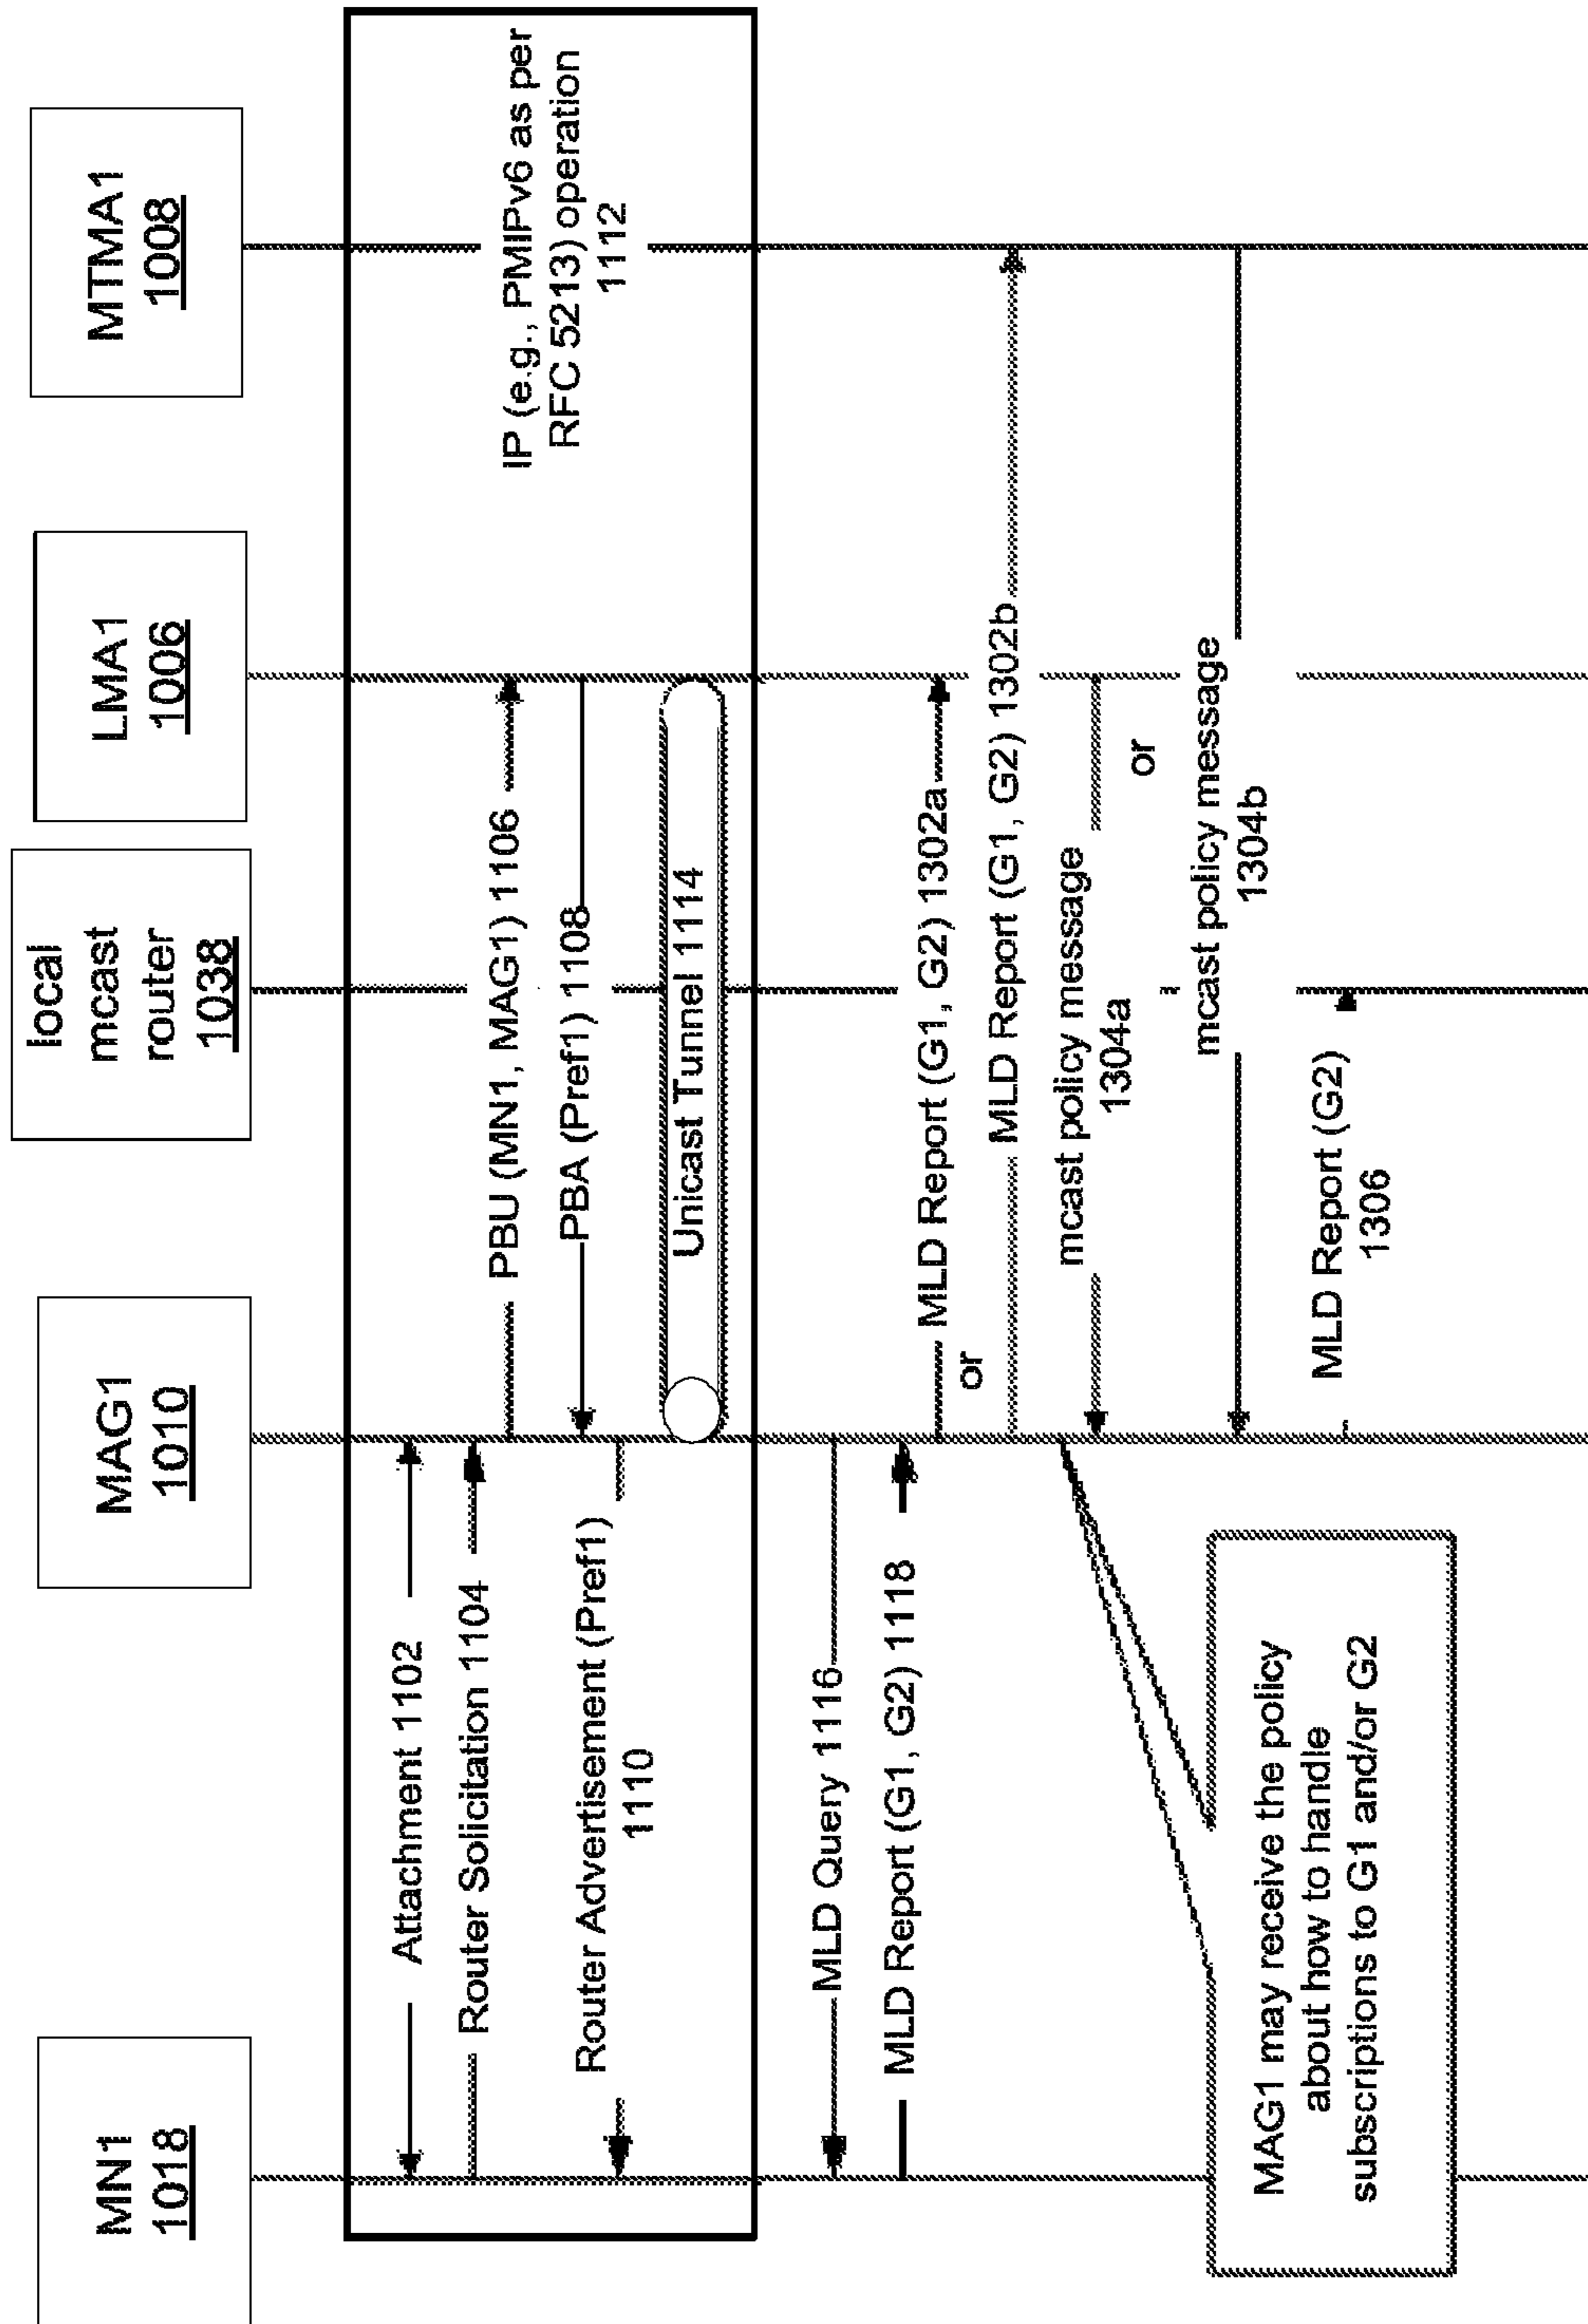 MN1
1018
MAG1
1010
local
mcast
router
1038
LMA1
1006
MTMA1
1008
Attachment 1102
Router Solicitation 1104
PBU (MN1, MAG1) 1106
PBA (Pref1) 1108
Router Advertisement (Pref1)
1110
IP (e.g., PMIPv6 as per
RFC 5213) operation
1112
Unicast Tunnel 1114
MLD Query 1116
MLD Report (G1, G2) 1118
MLD Report (G1, G2) 1302a
or
MLD Report (G1, G2) 1302b
mcast policy message
1304a
or
mcast policy message
1304b
MLD Report (G2)
1306
MAG1 may receive the policy
about how to handle
subscriptions to G1 and/or G2